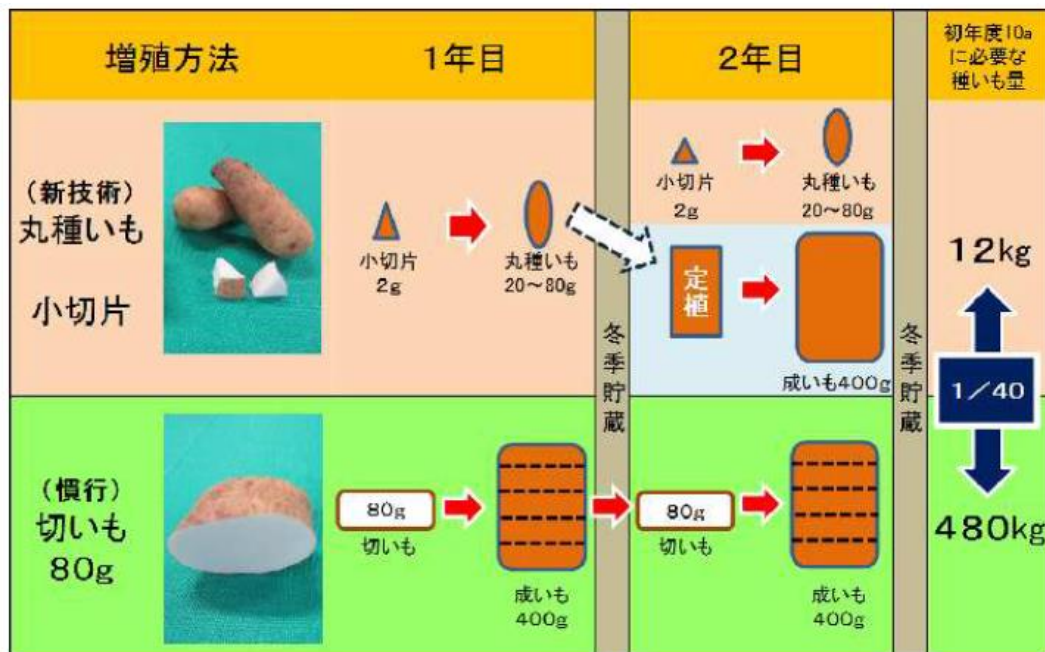 増殖方法
1年目
2年目
初年度10a
に必要な
種いも量
(新技術)
丸種いも
小切片
小切片
2g
丸種いも
20～80g
冬季貯蔵
小切片
2g
丸種いも
20～80g
定植
成いも400g
冬季貯蔵
12kg
1/40
480kg
(慣行)
切いも
80g
80g
切いも
成いも
400g
80g
切いも
成いも
400g